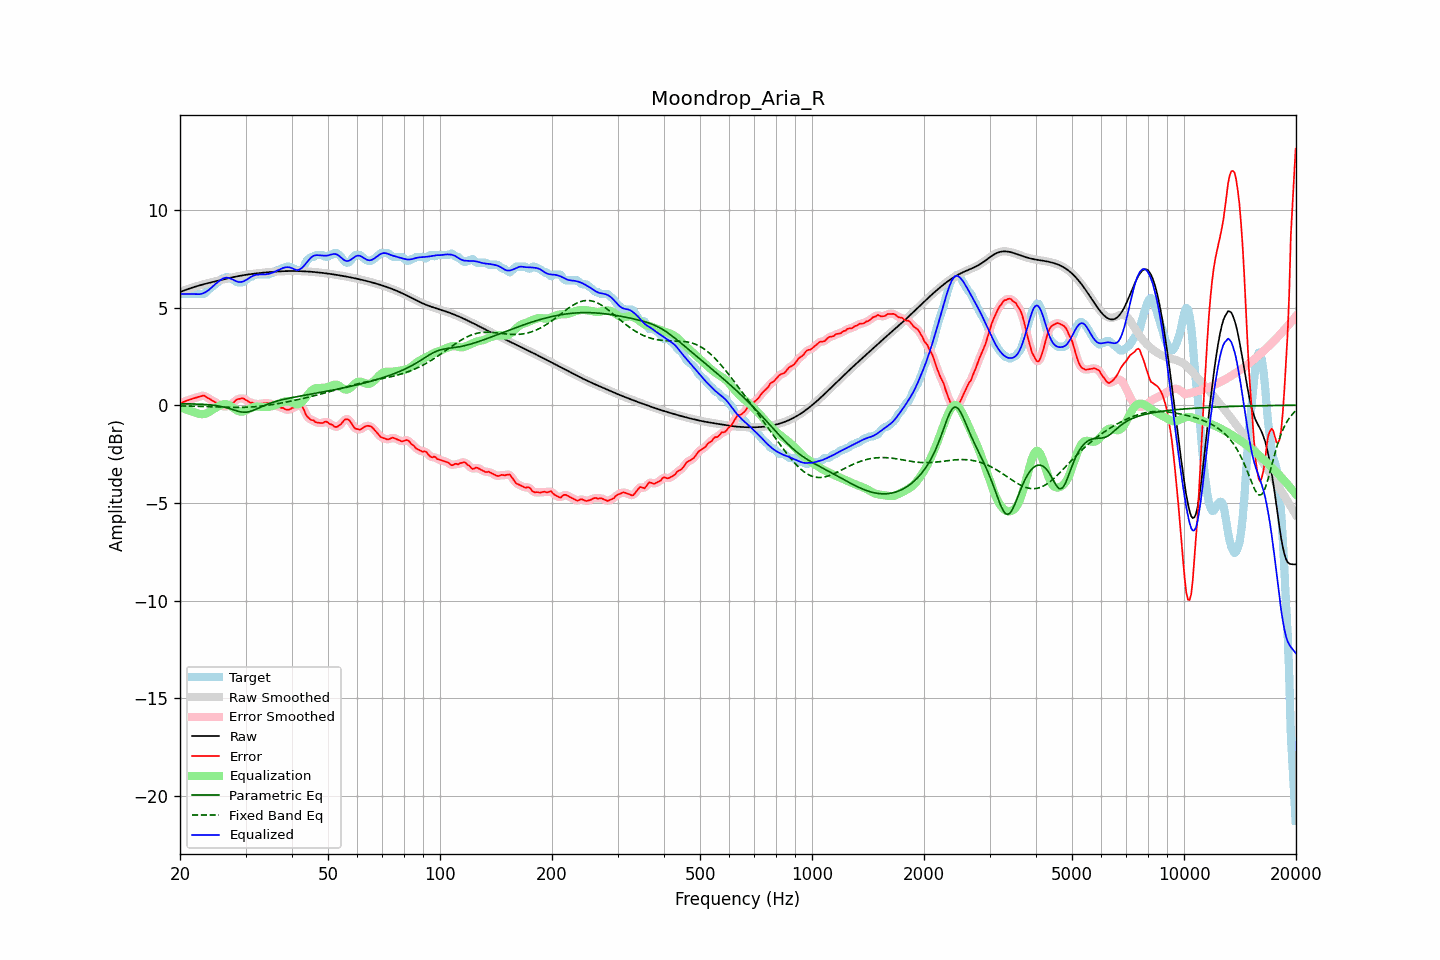 Moondrop_Aria_R
Amplitude (dBr)
10
5
0
−5
−10
−15
−20
Target
Raw Smoothed
Error Smoothed
Raw
Error
Equalization
Parametric Eq
Fixed Band Eq
Equalized
20 50 100 200 500 1000 2000 5000 10000 20000
Frequency (Hz)